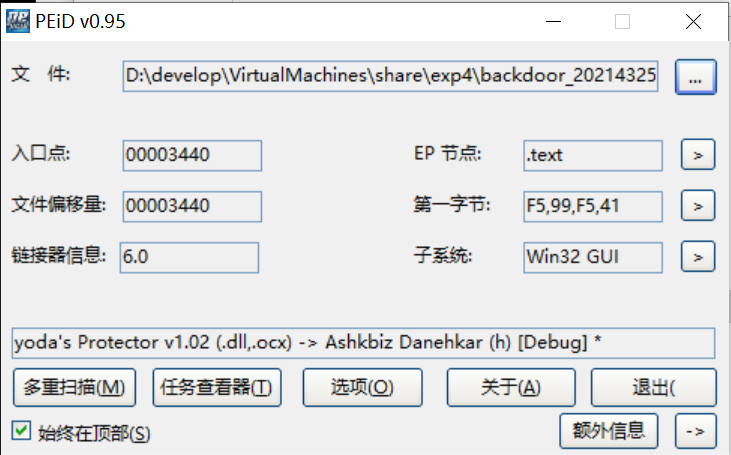 PEiD v0.95
文 件: D:\develop\VirtualMachines\share\exp4\backdoor_20214325 ...
入口点: 00003440 EP 节点: .text >
文件偏移量: 00003440 第一字节: F5,99,F5,41 >
链接器信息: 6.0 子系统: Win32 GUI >
yoda's Protector v1.02 (.dll,.ocx) -> Ashkbiz Danehkar (h) [Debug] *
多重扫描(M) 任务查看器(T) 选项(O) 关于(A) 退出(
始终在顶部(S) 额外信息 ->